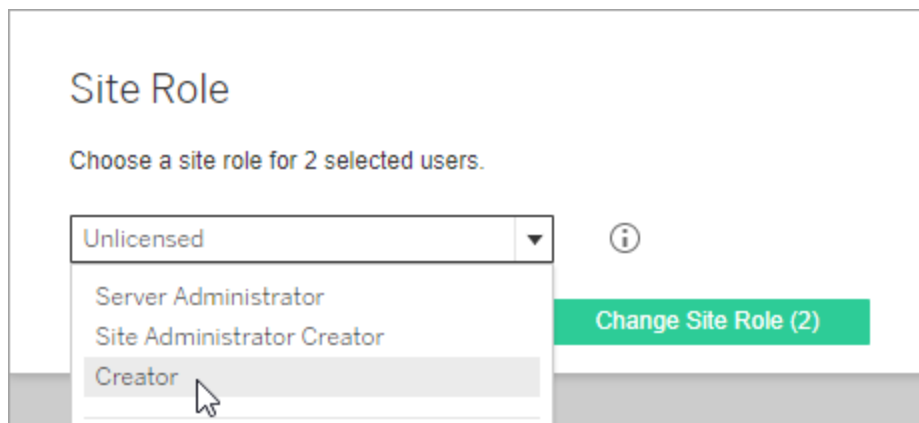 Site Role
Choose a site role for 2 selected users.
Unlicensed
Server Administrator
Site Administrator Creator
Change Site Role (2)
Creator